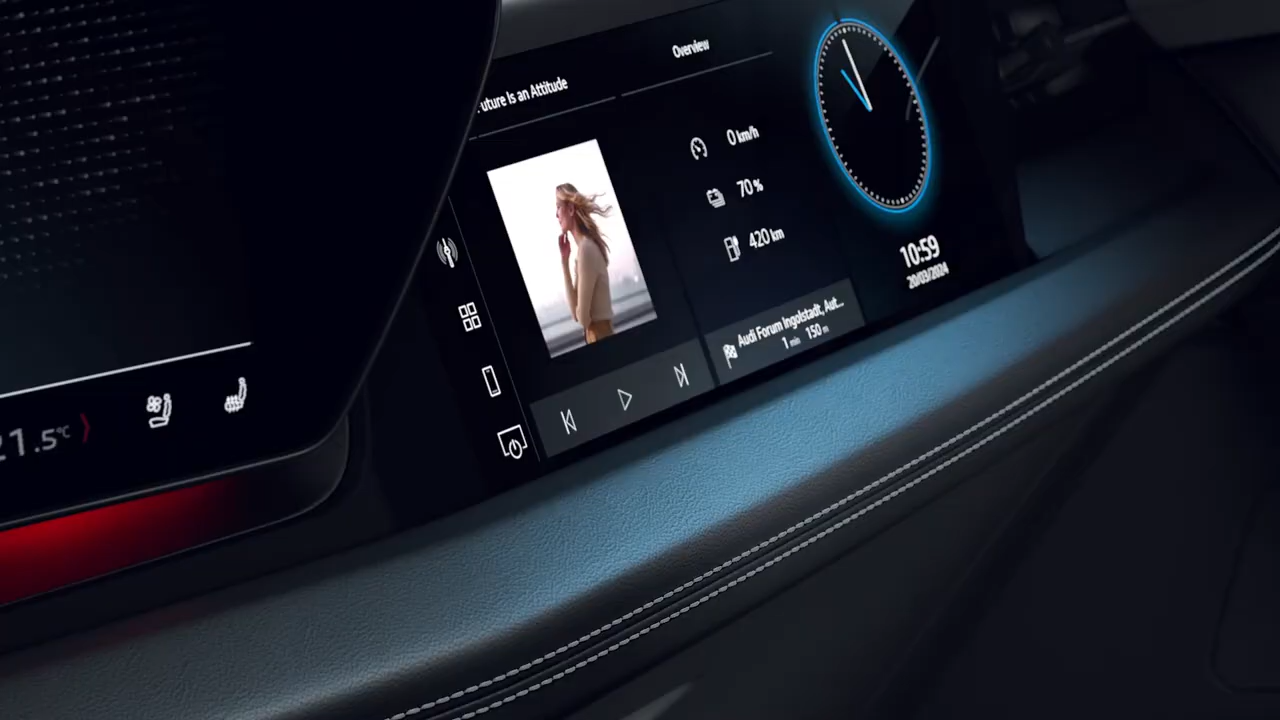 uture Is an Attitude
Overview
0 km/h
70 %
420 km
Audi Forum Ingolstadt, Aut...
1 min 150 m
10:59
20/03/2024
21.5°C